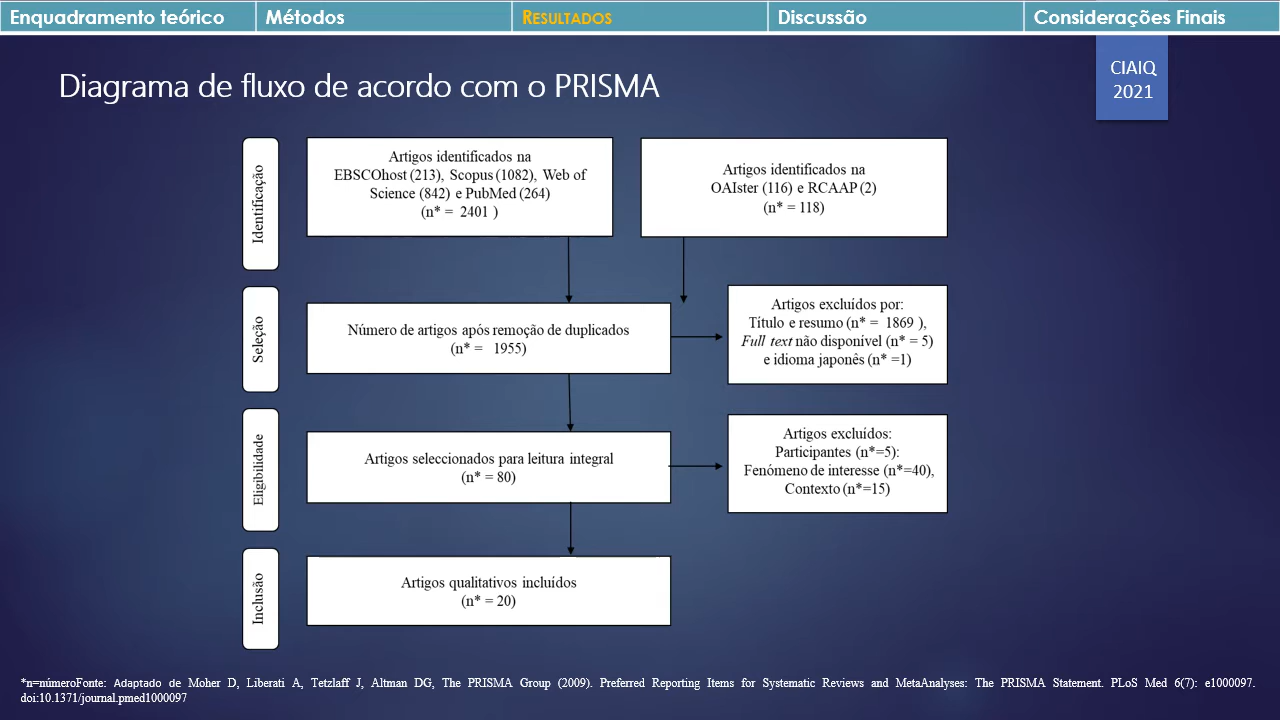 Enquadramento teórico
Métodos
RESULTADOS
Discussão
Considerações Finais
Diagrama de fluxo de acordo com o PRISMA
CIAIQ
2021
Identificação
Artigos identificados na
EBSCOhost (213), Scopus (1082), Web of
Science (842) e PubMed (264)
(n* = 2401 )
Artigos identificados na
OAIster (116) e RCAAP (2)
(n* = 118)
Seleção
Número de artigos após remoção de duplicados
(n* = 1955)
Artigos excluídos por:
Título e resumo (n* = 1869 ),
Full text não disponível (n* = 5)
e idioma japonês (n* =1)
Eligibilidade
Artigos seleccionados para leitura integral
(n* = 80)
Artigos excluídos:
Participantes (n*=5):
Fenómeno de interesse (n*=40),
Contexto (n*=15)
Inclusão
Artigos qualitativos incluídos
(n* = 20)
*n=númeroFonte: Adaptado de Moher D, Liberati A, Tetzlaff J, Altman DG, The PRISMA Group (2009). Preferred Reporting Items for Systematic Reviews and MetaAnalyses: The PRISMA Statement. PLoS Med 6(7): e1000097.
doi:10.1371/journal.pmed1000097